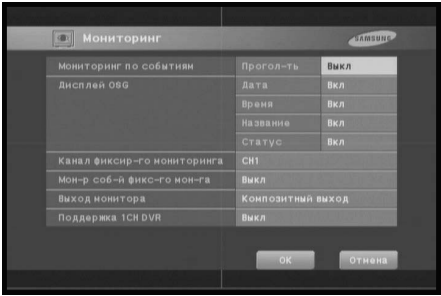 Мониторинг
SAMSUNG
Мониторинг по событиям Прогол-ть Выкл
Дисплей OSG Дата Вкл
Время Вкл
Название Вкл
Статус Вкл
Канал фиксир-го мониторинга CH1
Мон-р соб-й фикс-го мон-га Выкл
Выход монитора Композитный выход
Поддержка 1CH DVR Выкл
OK Отмена